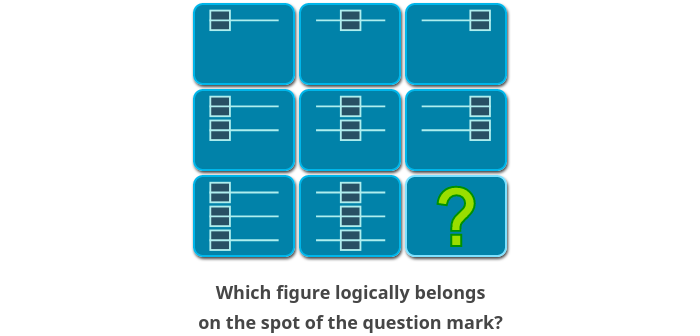 ?
Which figure logically belongs
on the spot of the question mark?